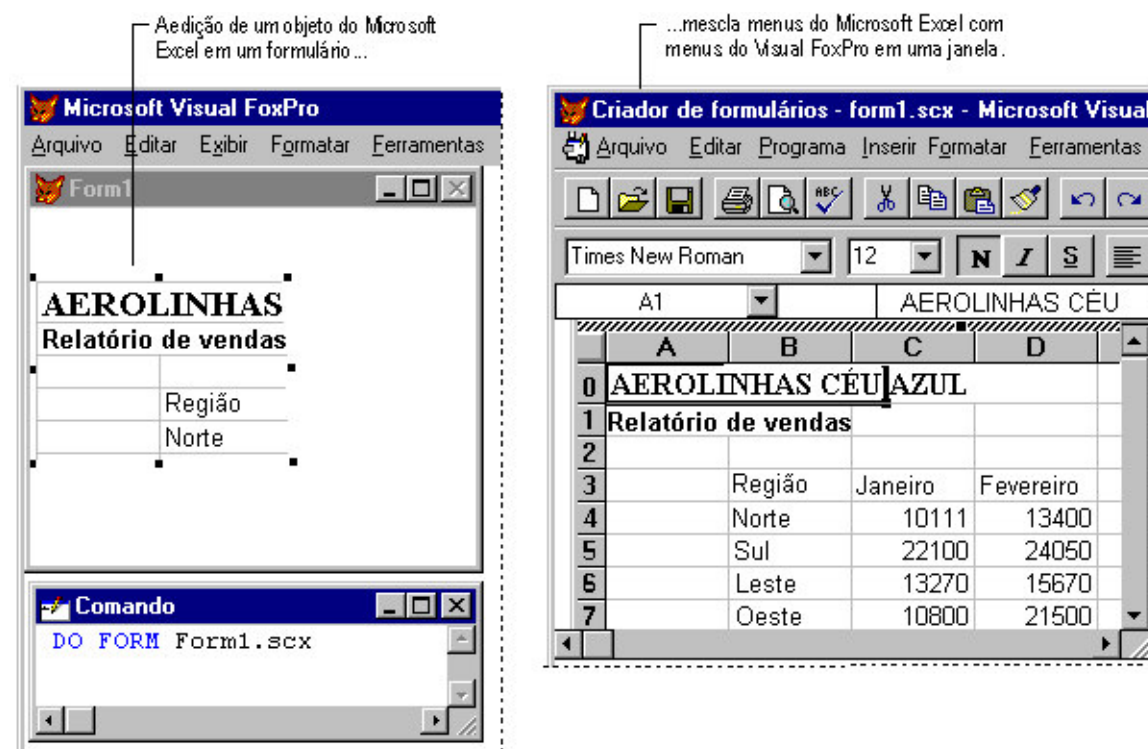 A edição de um objeto do Microsoft
Excel em um formulário ...
Microsoft Visual FoxPro
Arquivo Editar Exibir Formatar Ferramentas
Form1
AEROLINHAS
Relatório de vendas
Região
Norte
Comando
DO FORM Form1.scx
...mescla menus do Microsoft Excel com
menus do Visual FoxPro em uma janela.
Criador de formulários - form1.scx - Microsoft Visual
Arquivo Editar Programa Inserir Formatar Ferramentas
ABC
Times New Roman 12 N I S
A1 AEROLINHAS CÉU
A B C D
0 AEROLINHAS CÉU AZUL
1 Relatório de vendas
2
3 Região Janeiro Fevereiro
4 Norte 10111 13400
5 Sul 22100 24050
6 Leste 13270 15670
7 Oeste 10800 21500